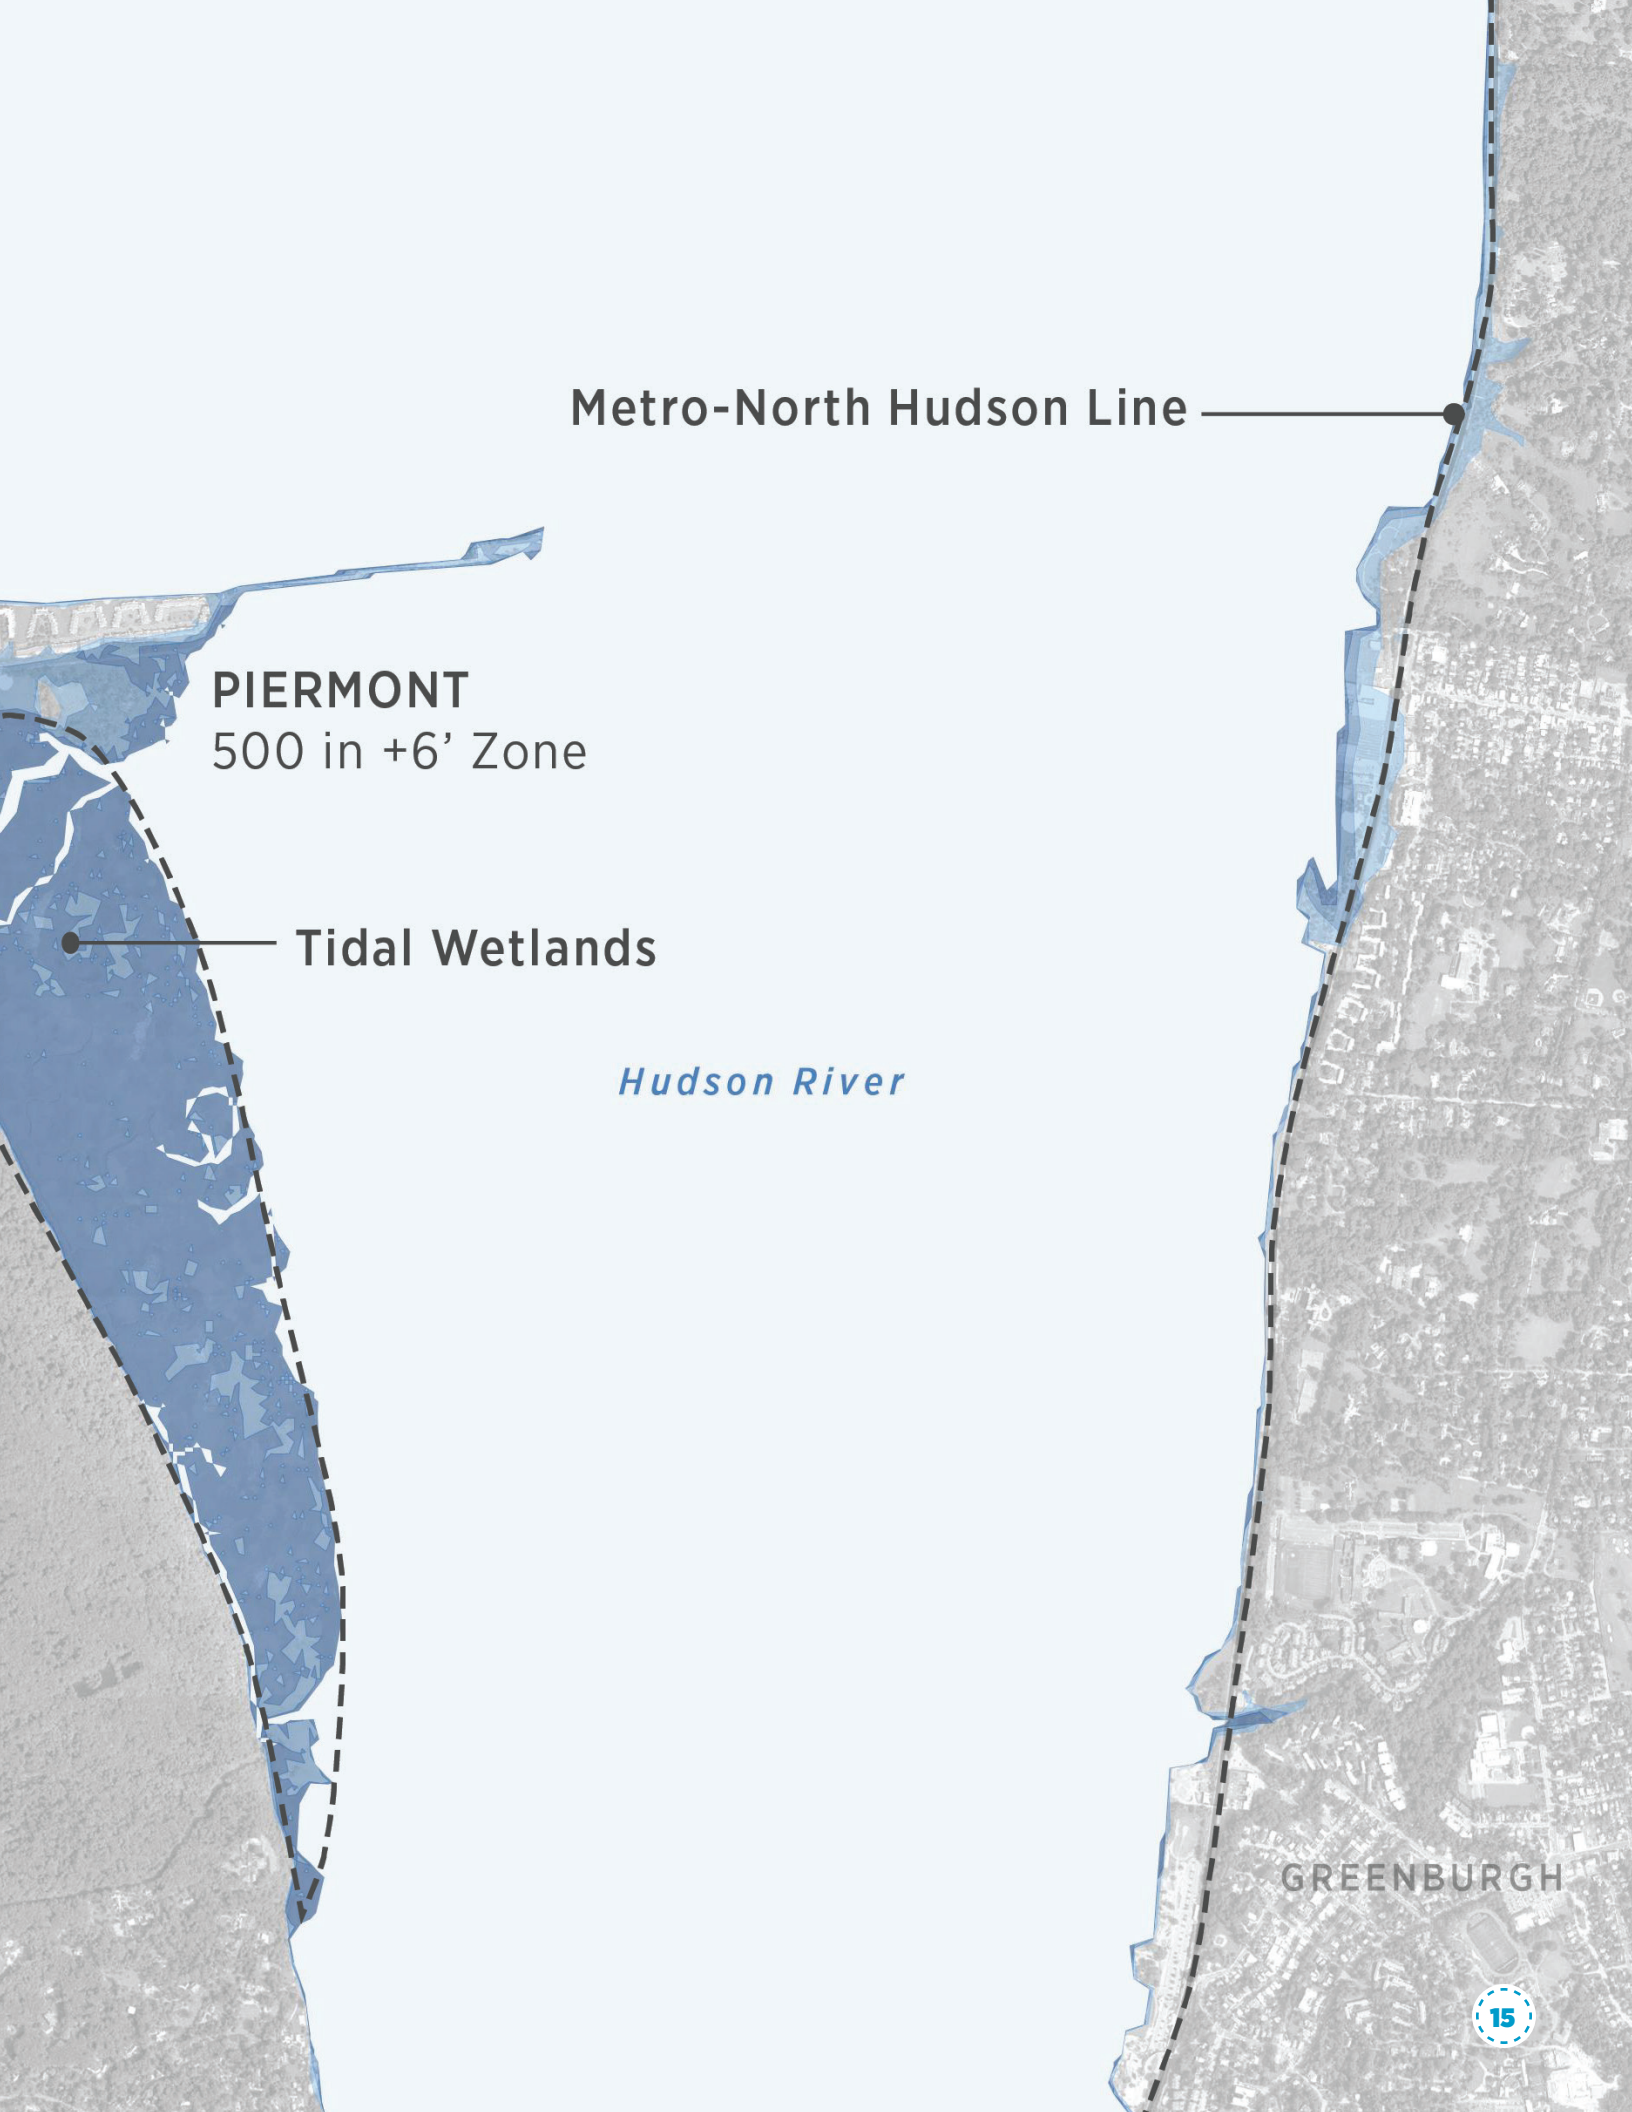 Metro-North Hudson Line
PIERMONT
500 in +6’ Zone
Tidal Wetlands
Hudson River
GREENBURGH
15